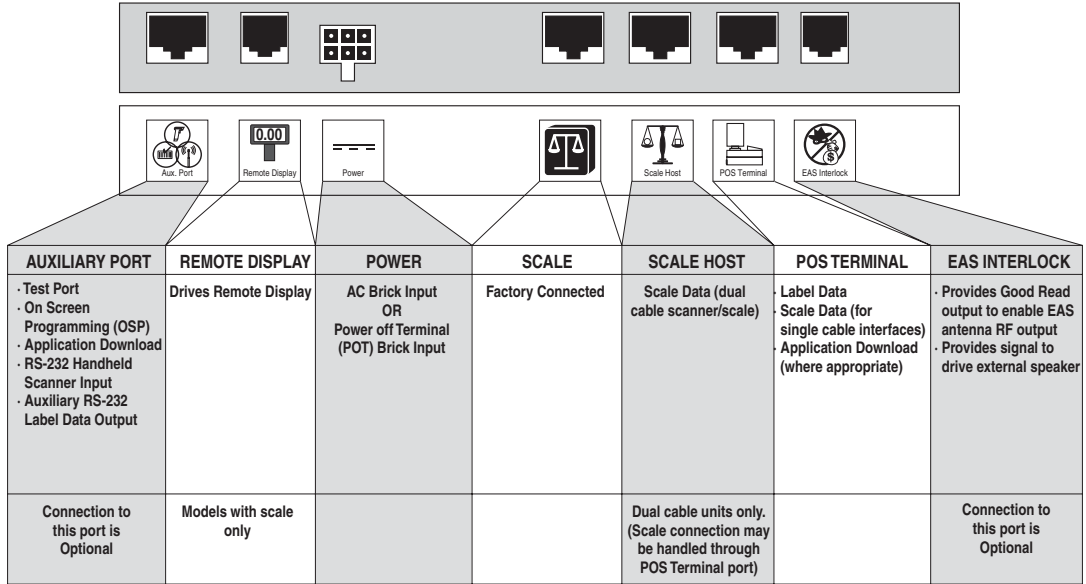 0.00
Aux. Port
Remote Display
Power
Scale Host
POS Terminal
$
EAS Interlock
AUXILIARY PORT
· Test Port
· On Screen
Programming (OSP)
· Application Download
· RS-232 Handheld
Scanner Input
· Auxiliary RS-232
Label Data Output
Connection to
this port is
Optional
REMOTE DISPLAY
Drives Remote Display
Models with scale
only
POWER
AC Brick Input
OR
Power off Terminal
(POT) Brick Input
SCALE
Factory Connected
SCALE HOST
Scale Data (dual
cable scanner/scale)
Dual cable units only.
(Scale connection may
be handled through
POS Terminal port)
POS TERMINAL
· Label Data
· Scale Data (for
single cable interfaces)
· Application Download
(where appropriate)
EAS INTERLOCK
· Provides Good Read
output to enable EAS
antenna RF output
· Provides signal to
drive external speaker
Connection to
this port is
Optional